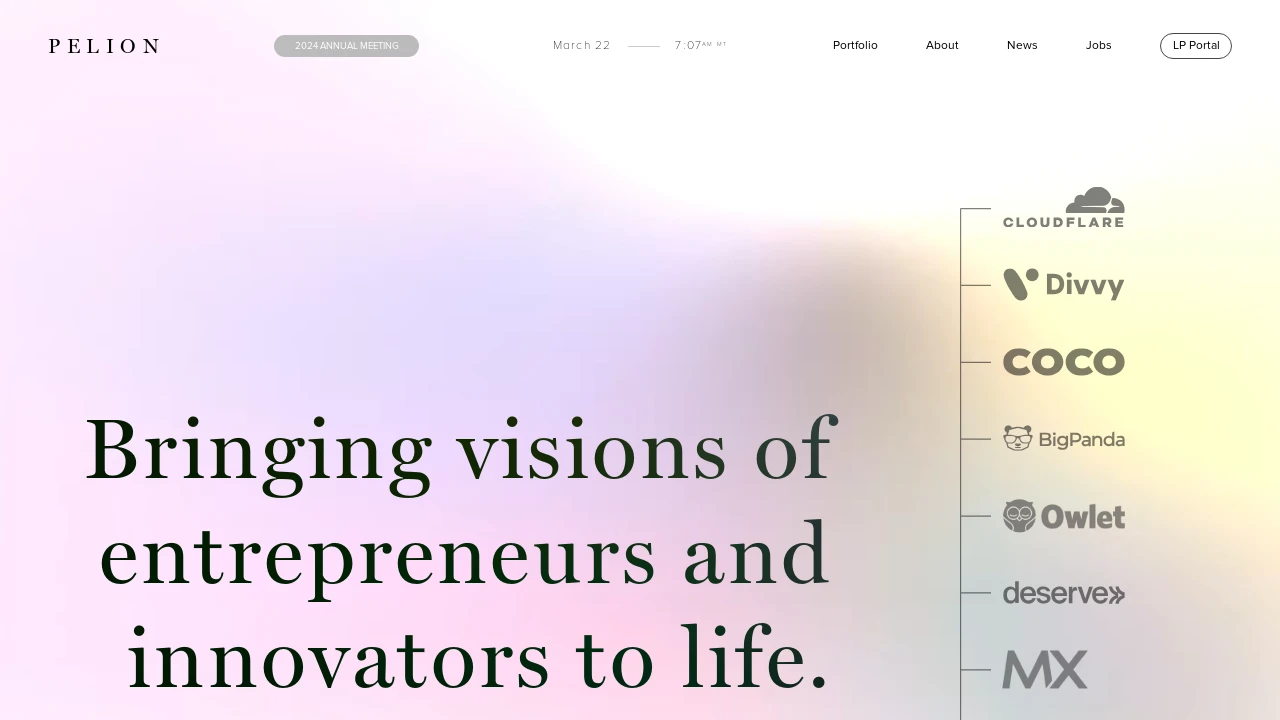 PELION
2024 ANNUAL MEETING
March 22
7:07AM MT
Portfolio
About
News
Jobs
LP Portal
CLOUDFLARE
Divvy
COCO
BigPanda
Owlet
deserve
MX
Bringing visions of
entrepreneurs and
innovators to life.